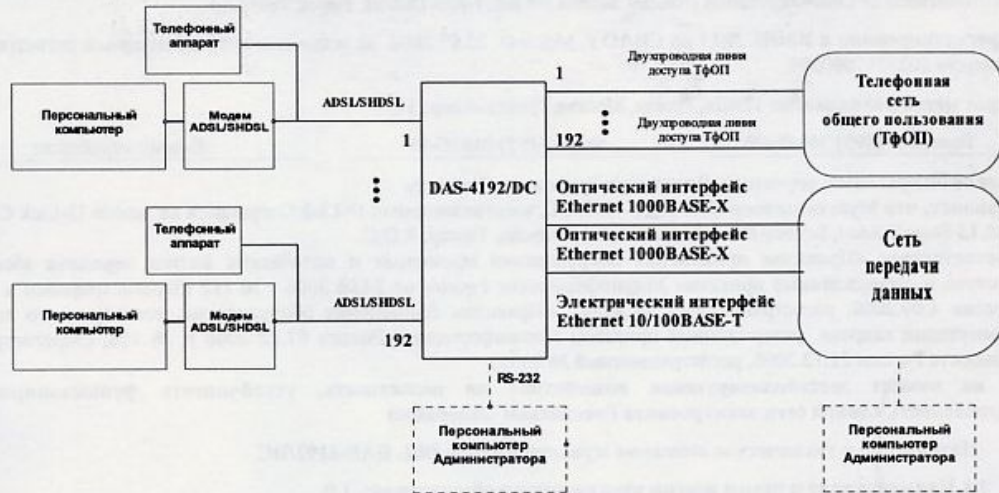 Телефонный
аппарат
Персональный
компьютер
Модем
ADSL/SHDSL
ADSL/SHDSL
1
DAS-4192/DC
1
Двухпроводная линия
доступа ТфОП
192
Двухпроводная линия
доступа ТфОП
Телефонная
сеть
общего пользования
(ТфОП)
Оптический интерфейс
Ethernet 1000BASE-X
Оптический интерфейс
Ethernet 1000BASE-X
Электрический интерфейс
Ethernet 10/100BASE-T
Сеть
передачи
данных
Телефонный
аппарат
Персональный
компьютер
Модем
ADSL/SHDSL
ADSL/SHDSL
192
RS-232
Персональный
компьютер
Администратора
Персональный
компьютер
Администратора